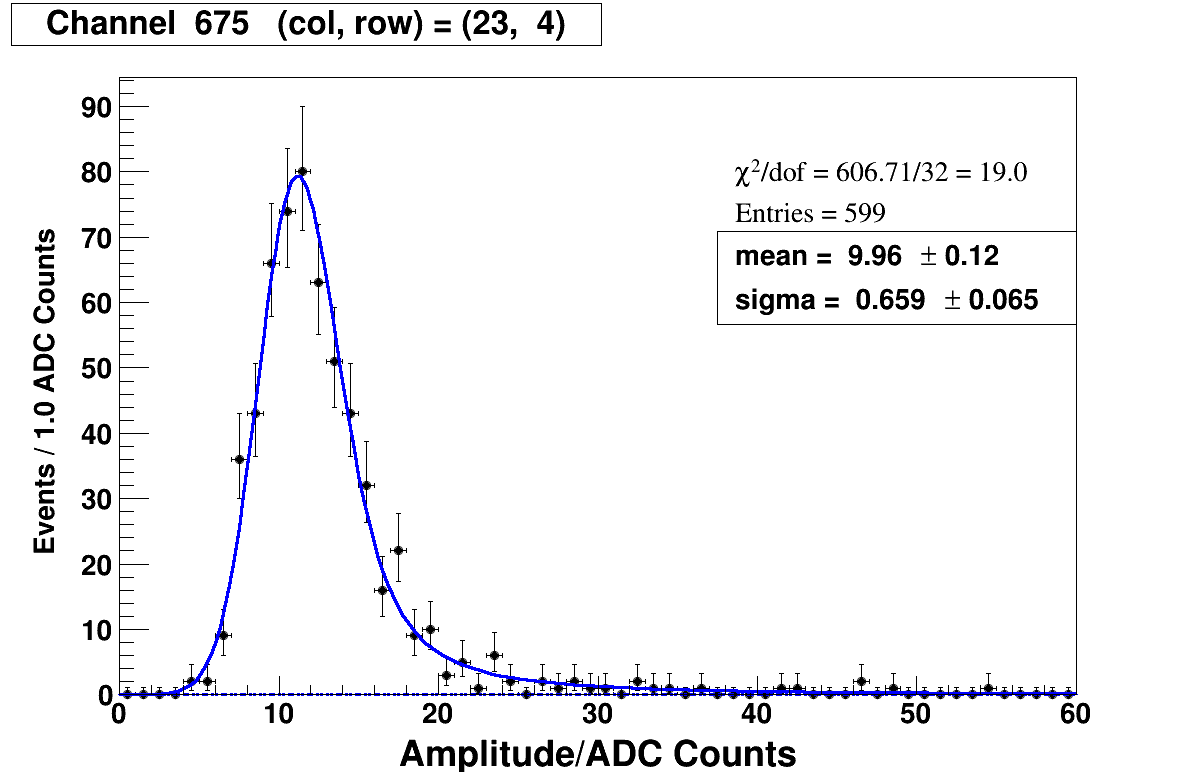 Channel 675 (col, row) = (23, 4)
χ²/dof = 606.71/32 = 19.0
Entries = 599
mean = 9.96 ± 0.12
sigma = 0.659 ± 0.065
Events / 1.0 ADC Counts
90
80
70
60
50
40
30
20
10
0
0 10 20 30 40 50 60
Amplitude/ADC Counts